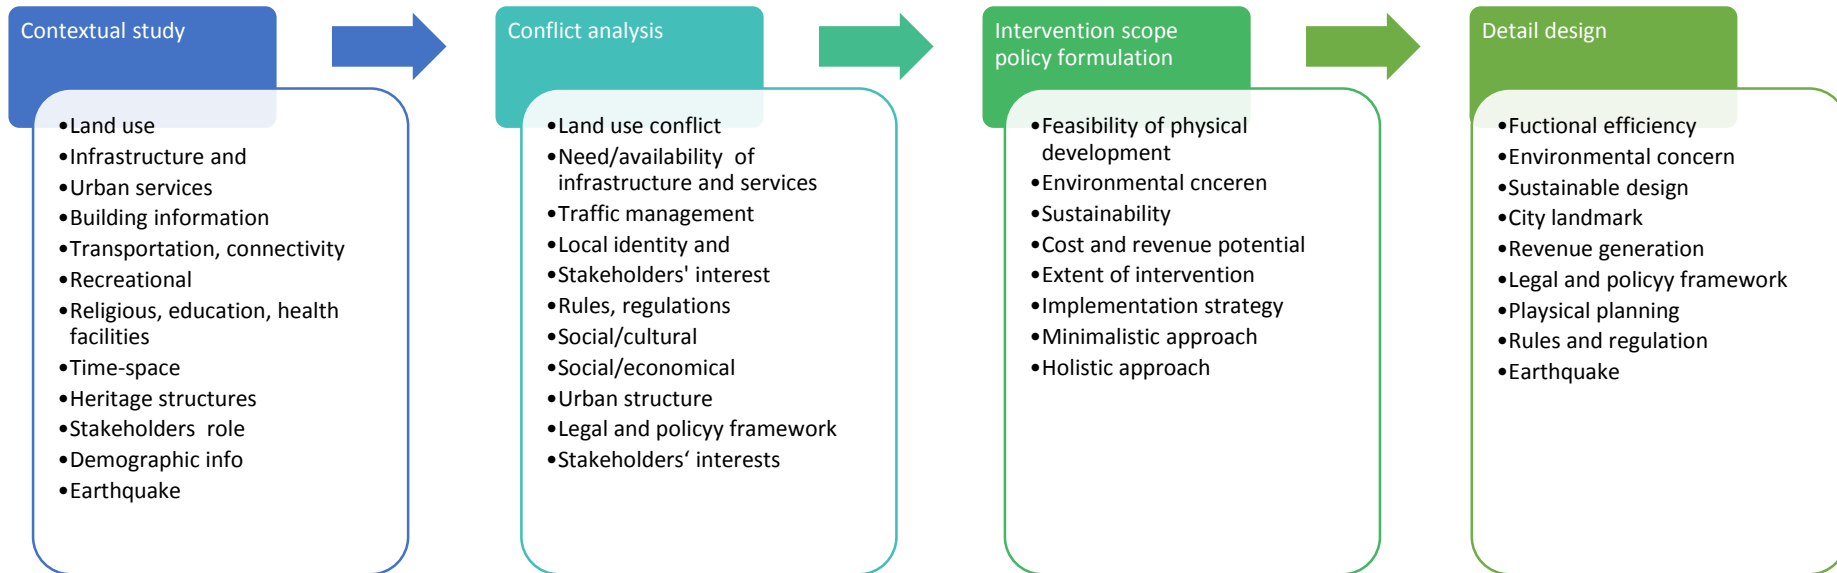 Contextual study
•Land use
•Infrastructure and
•Urban services
•Building information
•Transportation, connectivity
•Recreational
•Religious, education, health
facilities
•Time-space
•Heritage structures
•Stakeholders role
•Demographic info
•Earthquake
Conflict analysis
•Land use conflict
•Need/availability of
infrastructure and services
•Traffic management
•Local identity and
•Stakeholders' interest
•Rules, regulations
•Social/cultural
•Social/economical
•Urban structure
•Legal and policyy framework
•Stakeholders‘ interests
Intervention scope
policy formulation
•Feasibility of physical
development
•Environmental cnceren
•Sustainability
•Cost and revenue potential
•Extent of intervention
•Implementation strategy
•Minimalistic approach
•Holistic approach
Detail design
•Fuctional efficiency
•Environmental concern
•Sustainable design
•City landmark
•Revenue generation
•Legal and policyy framework
•Playsical planning
•Rules and regulation
•Earthquake